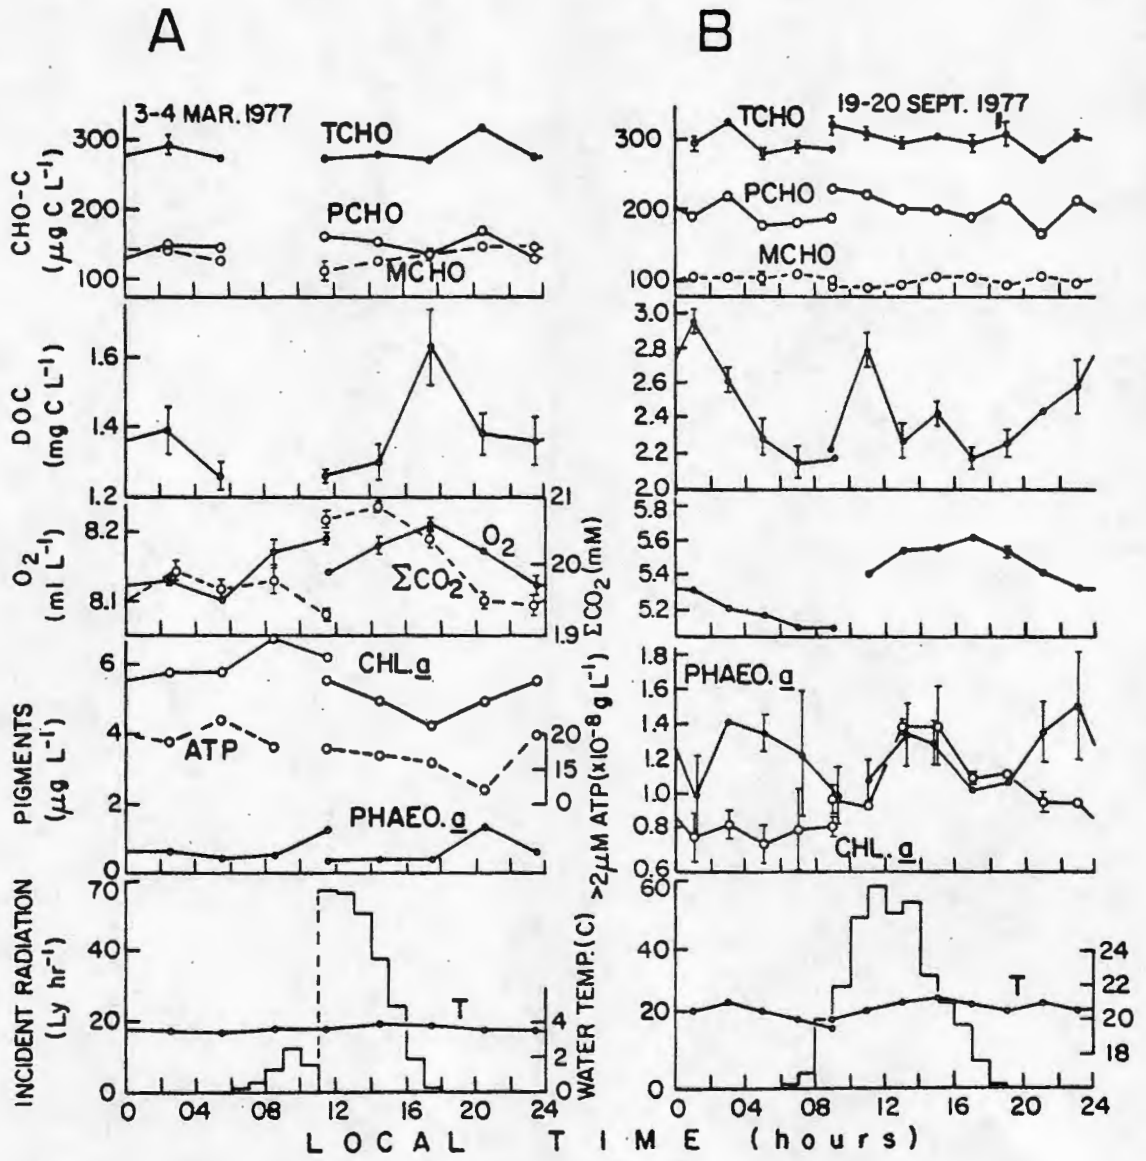 A
B
3-4 MAR. 1977
19-20 SEPT. 1977
CHO-C
(μg C L⁻¹)
300
200
100
TCHO
PCHO
MCHO
300
200
100
TCHO
PCHO
MCHO
DOC
(mg C L⁻¹)
1.6
1.4
1.2
3.0
2.8
2.6
2.4
2.2
2.0
O₂
(ml L⁻¹)
8.2
8.1
O₂
ΣCO₂
21
20
1.9
ΣCO₂ (mM)
5.8
5.6
5.4
5.2
PIGMENTS
(μg L⁻¹)
6
4
2
0
CHL.a
ATP
PHAEO.a
20
15
0
>2μM ATP(x10⁻⁸g L⁻¹)
1.8
1.6
1.4
1.2
1.0
0.8
0.6
PHAEO.a
CHL.a
INCIDENT RADIATION
(Ly hr⁻¹)
70
40
20
0
T
4
2
0
WATER TEMP.(C)
60
40
20
0
T
24
22
20
18
0 04 08 12 16 20 24
0 04 08 12 16 20 24
LOCAL TIME (hours)